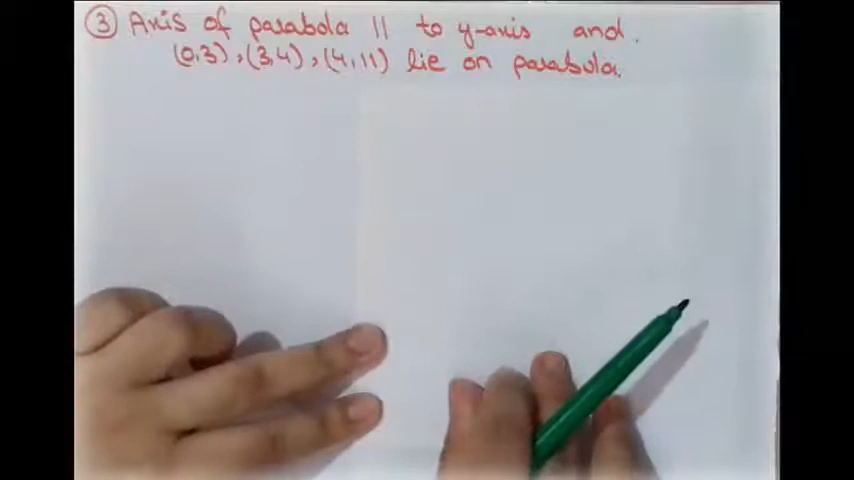 ③ Axis of parabola || to y-axis and.
(0,3), (3,4), (4,11) lie on parabola.